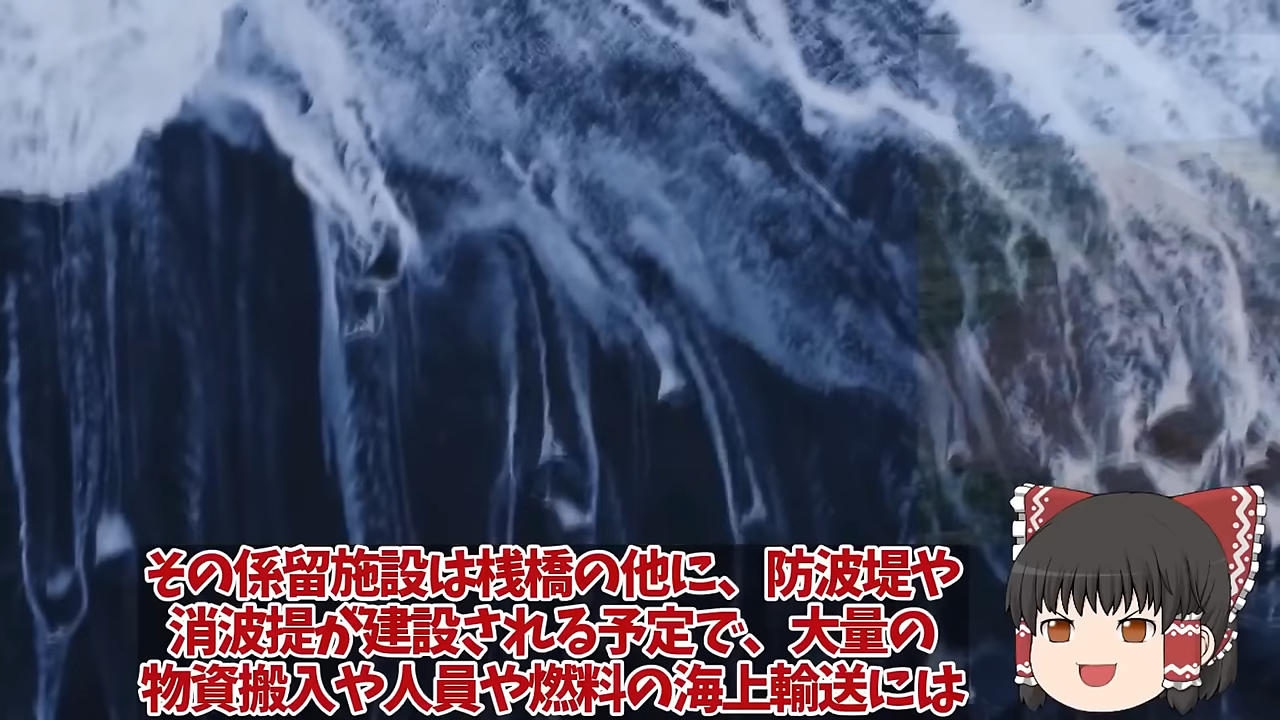 その係留施設は桟橋の他に、防波堤や
消波提が建設される予定で、大量の
物資搬入や人員や燃料の海上輸送には